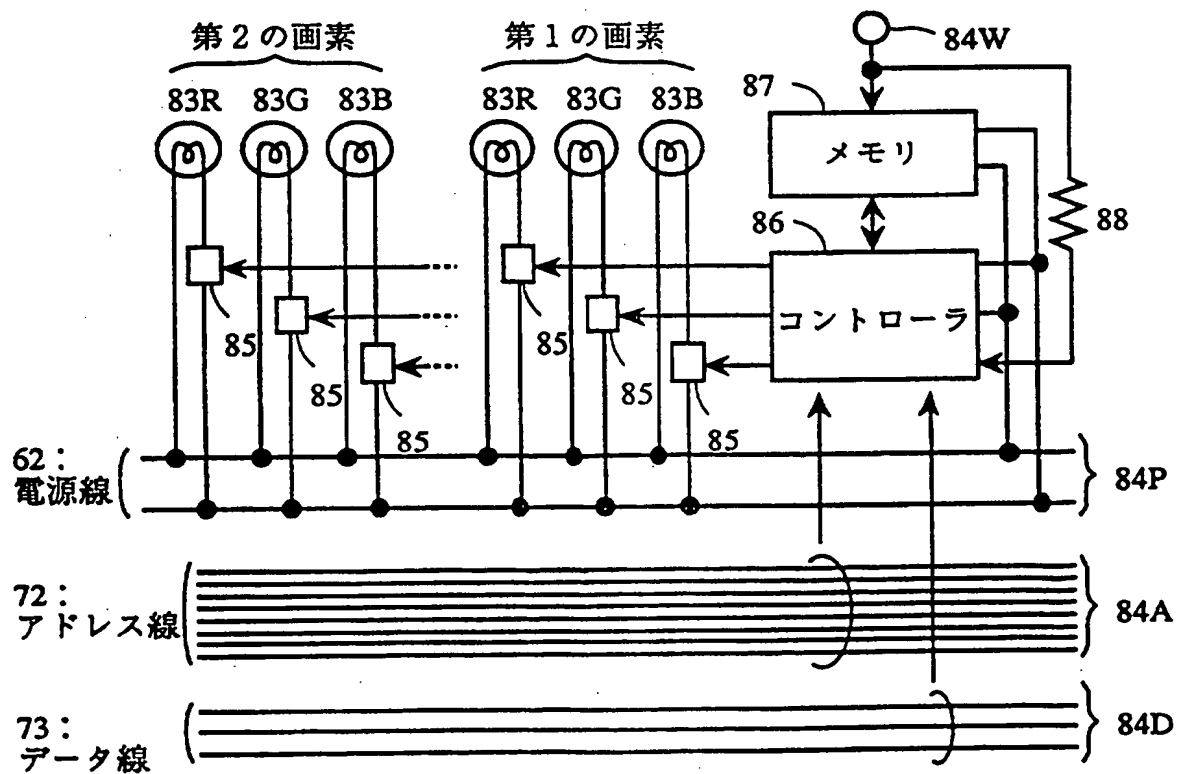 第2の画素
第1の画素
84W
83R 83G 83B
83R 83G 83B
87
メモリ
88
86
コントローラ
85
85
85
85
85
85
62：
電源線
84P
72：
アドレス線
84A
73：
データ線
84D